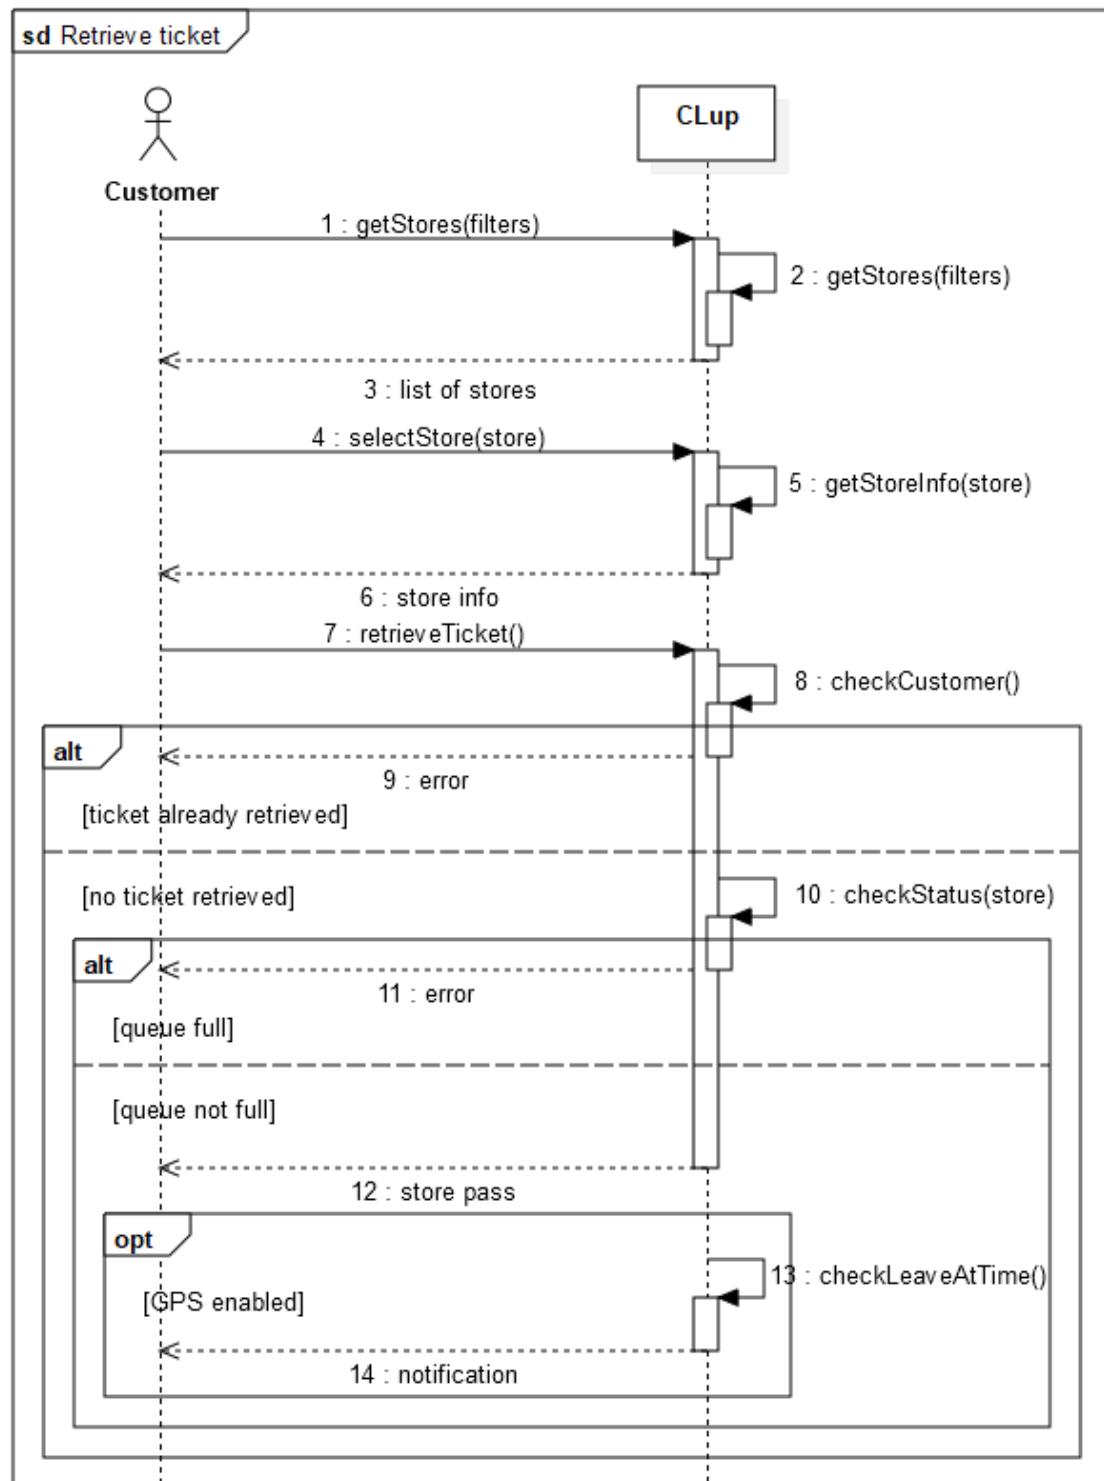 sd Retrieve ticket
CLup
Customer
1 : getStores(filters)
2 : getStores(filters)
3 : list of stores
4 : selectStore(store)
5 : getStoreInfo(store)
6 : store info
7 : retrieveTicket()
8 : checkCustomer()
alt
9 : error
[ticket already retrieved]
[no ticket retrieved]
10 : checkStatus(store)
alt
11 : error
[queue full]
[queue not full]
12 : store pass
opt
13 : checkLeaveAtTime()
[GPS enabled]
14 : notification